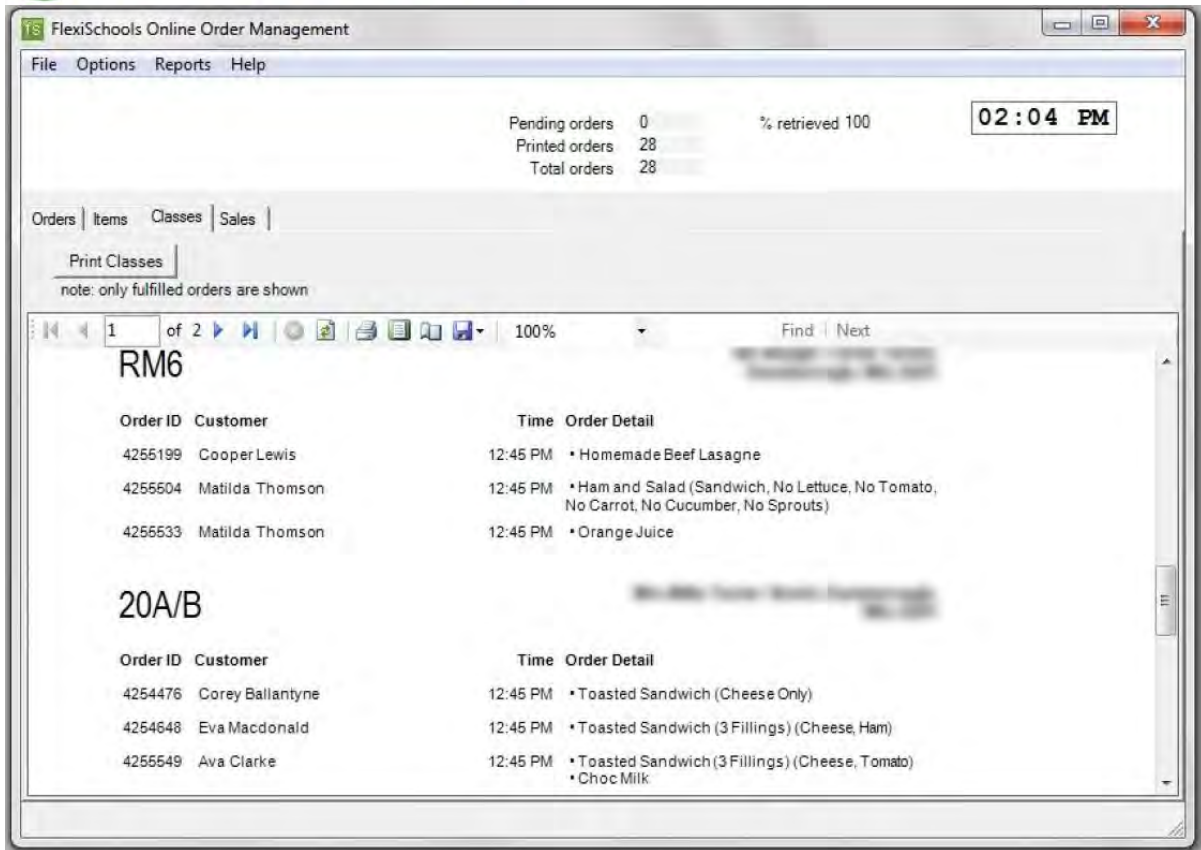 FlexiSchools Online Order Management
File Options Reports Help
Pending orders 0 % retrieved 100 02:04 PM
Printed orders 28
Total orders 28
Orders Items Classes Sales
Print Classes
note: only fulfilled orders are shown
1 of 2 100% Find Next
RM6
Order ID Customer Time Order Detail
4255199 Cooper Lewis 12:45 PM • Homemade Beef Lasagne
4255504 Matilda Thomson 12:45 PM • Ham and Salad (Sandwich, No Lettuce, No Tomato,
No Carrot, No Cucumber, No Sprouts)
4255533 Matilda Thomson 12:45 PM • Orange Juice
20A/B
Order ID Customer Time Order Detail
4254476 Corey Ballantyne 12:45 PM • Toasted Sandwich (Cheese Only)
4254648 Eva Macdonald 12:45 PM • Toasted Sandwich (3 Fillings) (Cheese, Ham)
4255549 Ava Clarke 12:45 PM • Toasted Sandwich (3 Fillings) (Cheese, Tomato)
• Choc Milk